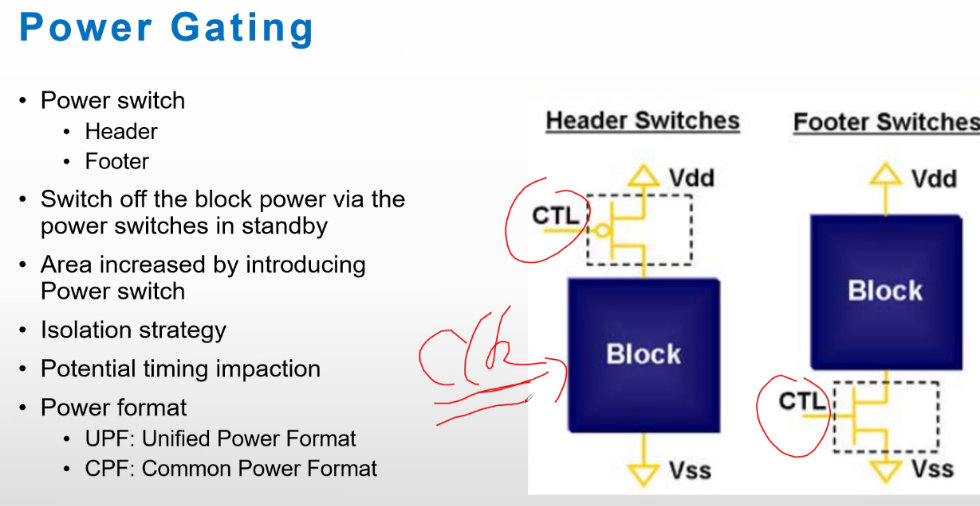 Power Gating
• Power switch
• Header
• Footer
• Switch off the block power via the
power switches in standby
• Area increased by introducing
Power switch
• Isolation strategy
• Potential timing impaction
• Power format
• UPF: Unified Power Format
• CPF: Common Power Format
Header Switches
Vdd
CTL
Block
Vss
clk
Footer Switches
Vdd
Block
CTL
Vss